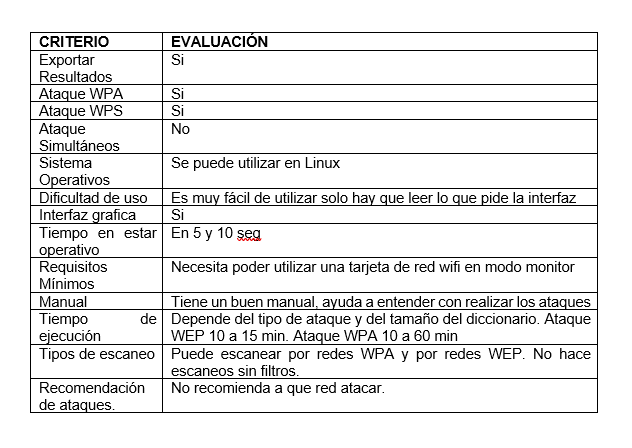 CRITERIO EVALUACIÓN
Exportar Si
Resultados
Ataque WPA Si
Ataque WPS Si
Ataque No
Simultáneos
Sistema Se puede utilizar en Linux
Operativos
Dificultad de uso Es muy fácil de utilizar solo hay que leer lo que pide la interfaz
Interfaz grafica Si
Tiempo en estar En 5 y 10 seg
operativo
Requisitos Necesita poder utilizar una tarjeta de red wifi en modo monitor
Mínimos
Manual Tiene un buen manual, ayuda a entender con realizar los ataques
Tiempo de Depende del tipo de ataque y del tamaño del diccionario. Ataque
ejecución WEP 10 a 15 min. Ataque WPA 10 a 60 min
Tipos de escaneo Puede escanear por redes WPA y por redes WEP. No hace
escaneos sin filtros.
Recomendación No recomienda a que red atacar.
de ataques.